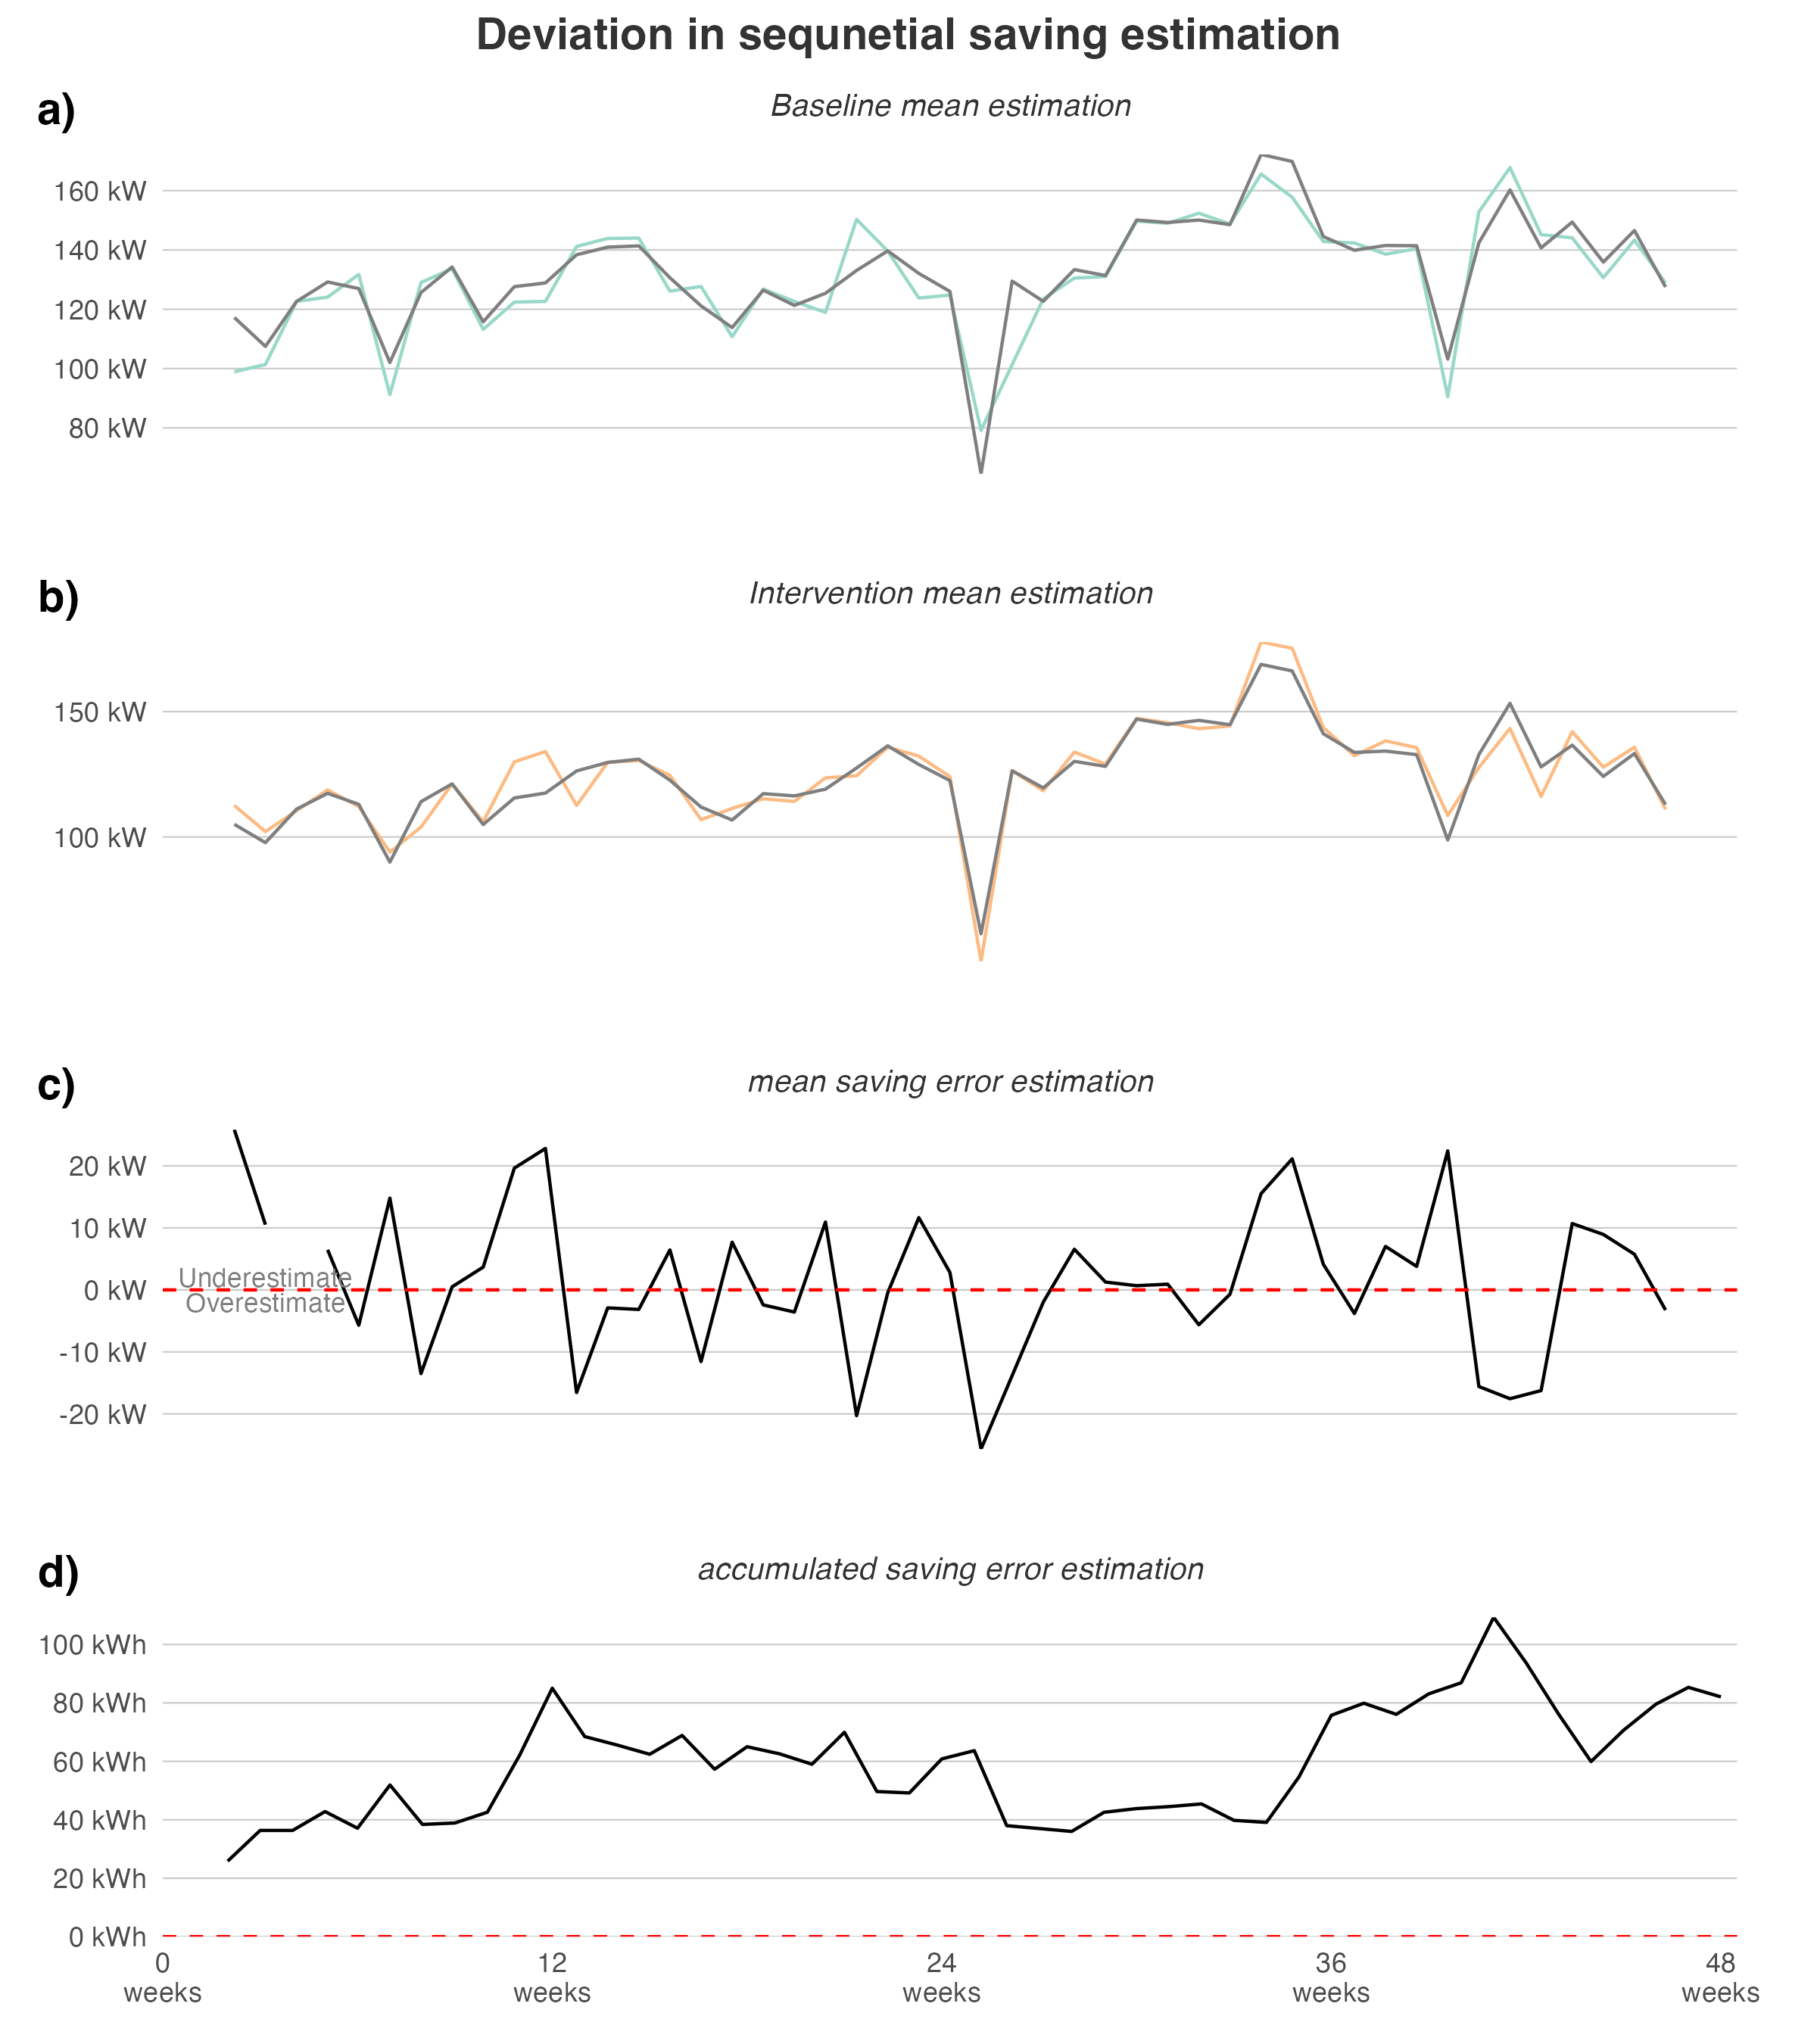 Deviation in sequnetial saving estimation
a)
Baseline mean estimation
160 kW
140 kW
120 kW
100 kW
80 kW
b)
Intervention mean estimation
150 kW
100 kW
c)
mean saving error estimation
20 kW
10 kW
Underestimate
0 kW
Overestimate
-10 kW
-20 kW
d)
accumulated saving error estimation
100 kWh
80 kWh
60 kWh
40 kWh
20 kWh
0 kWh
0 12 24 36 48
weeks weeks weeks weeks weeks